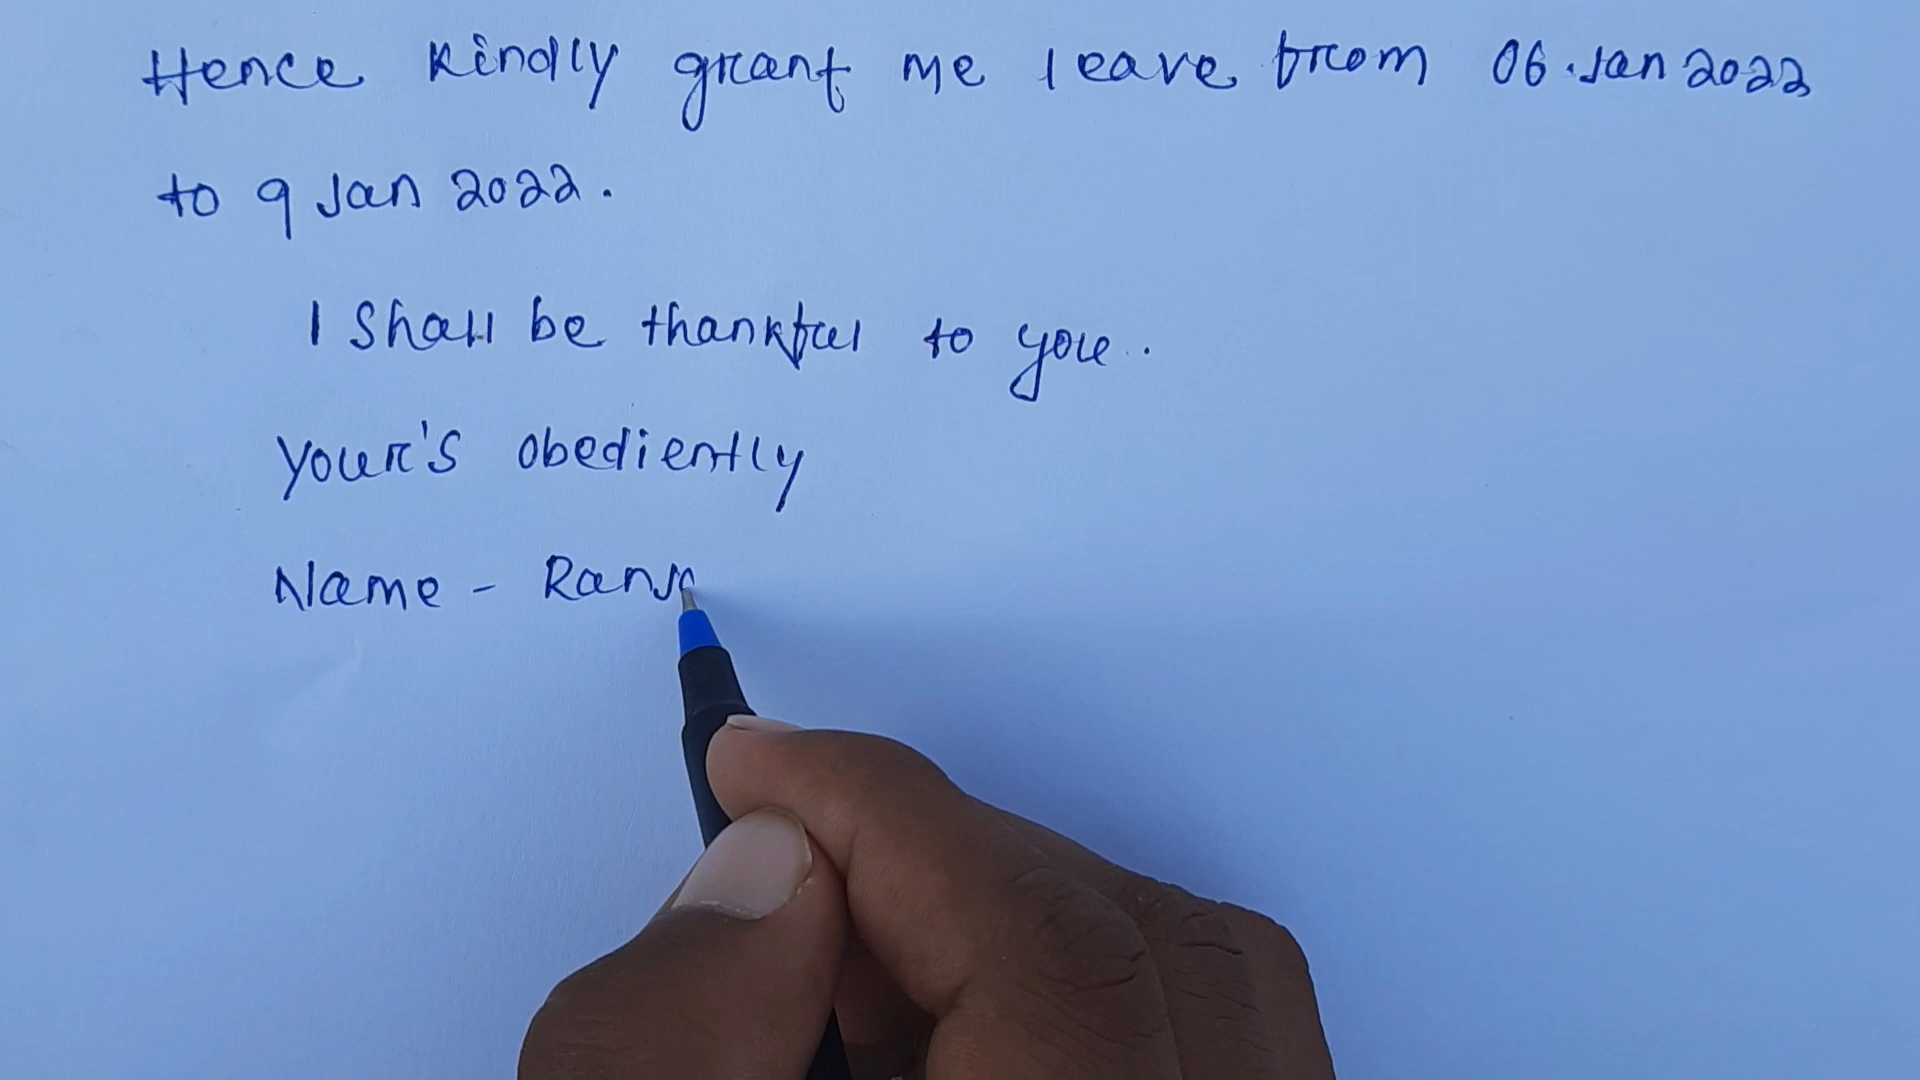 Hence kindly grant me leave from 06.Jan 2022
to 9 Jan 2022.
I shall be thankful to you..
Your's obediently
Name - Ranja